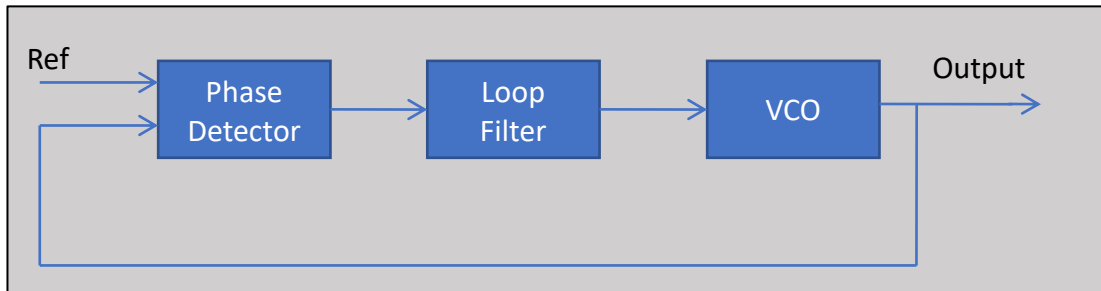 Ref
Phase
Detector
Loop
Filter
VCO
Output